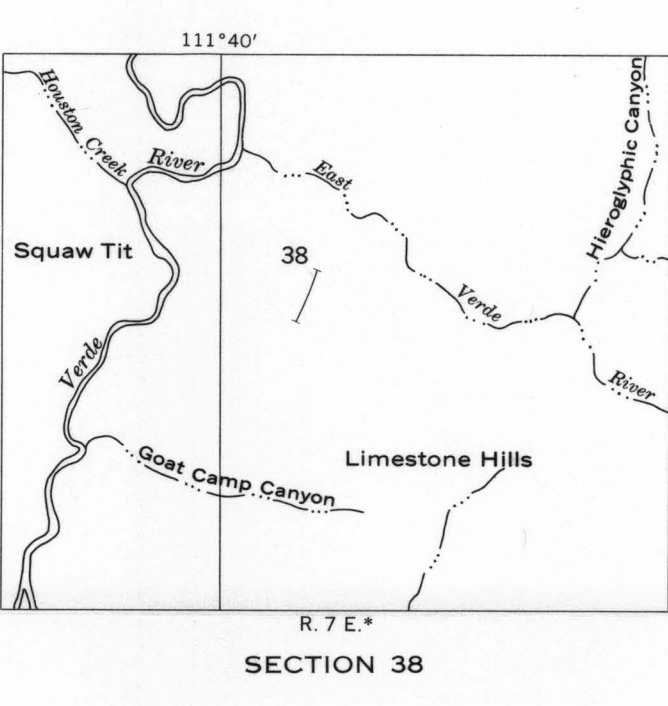 111°40′
Houston Creek
River
East
Hieroglyphic Canyon
Squaw Tit
38
Verde
Verde
River
Limestone Hills
Goat Camp Canyon
R. 7 E.*
SECTION 38